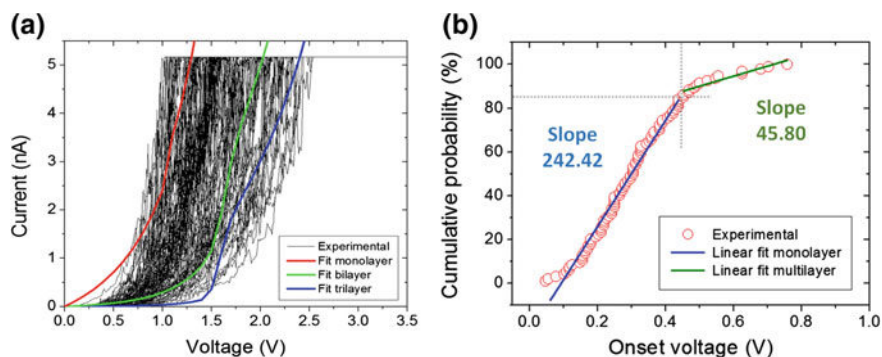 (a)
5
4
3
2
1
0
Current (nA)
Experimental
Fit monolayer
Fit bilayer
Fit trilayer
0.0 0.5 1.0 1.5 2.0 2.5 3.0 3.5
Voltage (V)
(b)
100
80
60
40
20
0
Cumulative probability (%)
Slope
242.42
Slope
45.80
Experimental
Linear fit monolayer
Linear fit multilayer
0.0 0.2 0.4 0.6 0.8 1.0
Onset voltage (V)